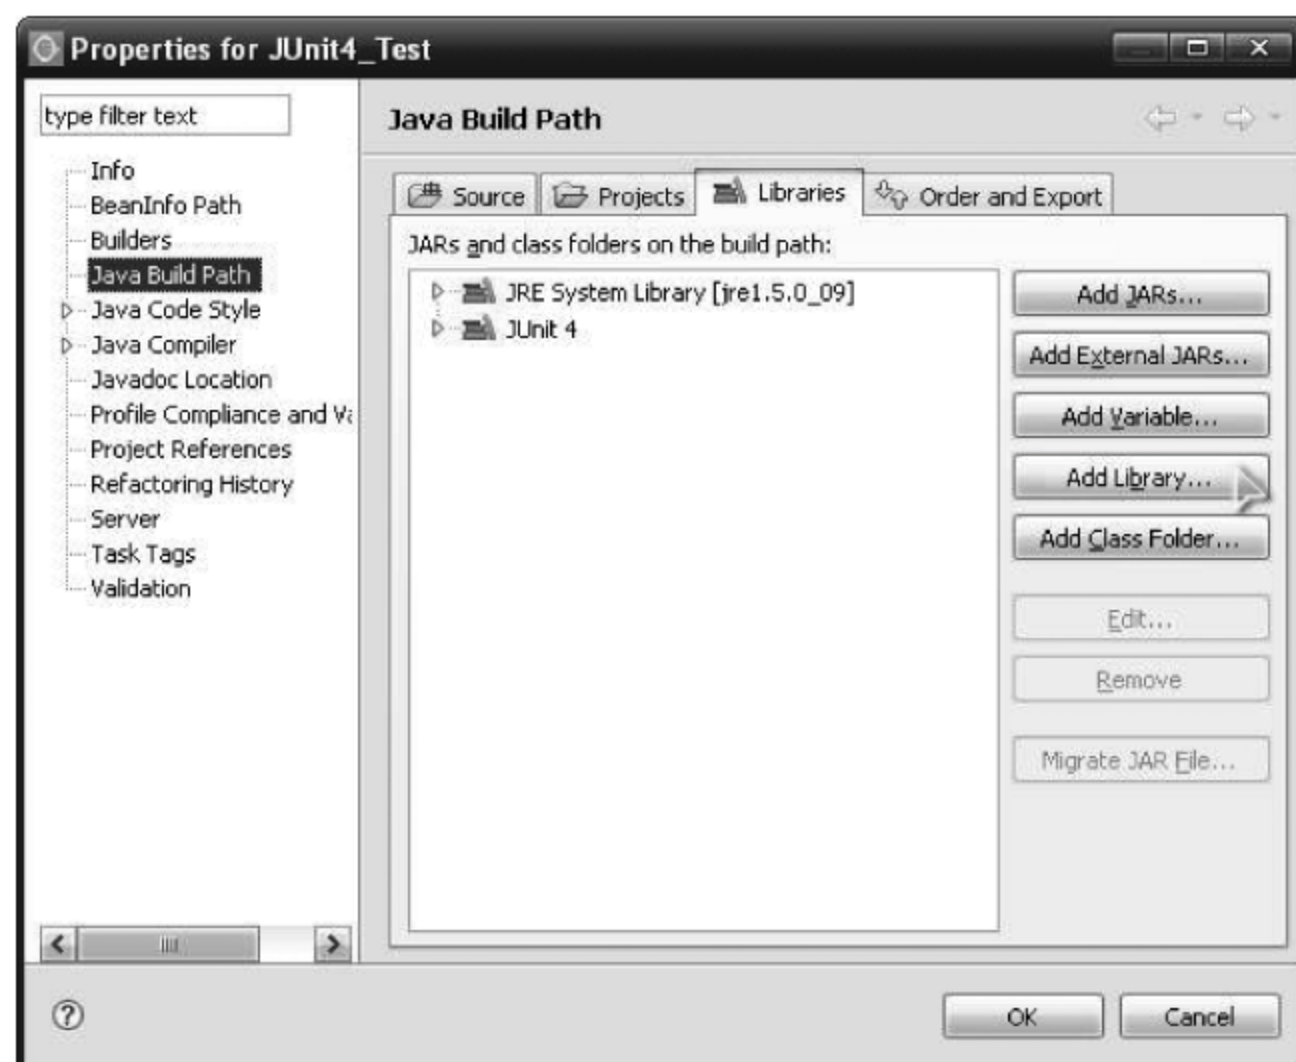 Properties for JUnit4_Test
type filter text
Info
BeanInfo Path
Builders
Java Build Path
Java Code Style
Java Compiler
Javadoc Location
Profile Compliance and
Project References
Refactoring History
Server
Task Tags
Validation
Java Build Path
Source Projects Libraries Order and Export
JARs and class folders on the build path:
JRE System Library [jre1.5.0_09]
JUnit 4
Add JARs...
Add External JARs...
Add Variable...
Add Library...
Add Class Folder...
Edit...
Remove
Migrate JAR File...
OK Cancel